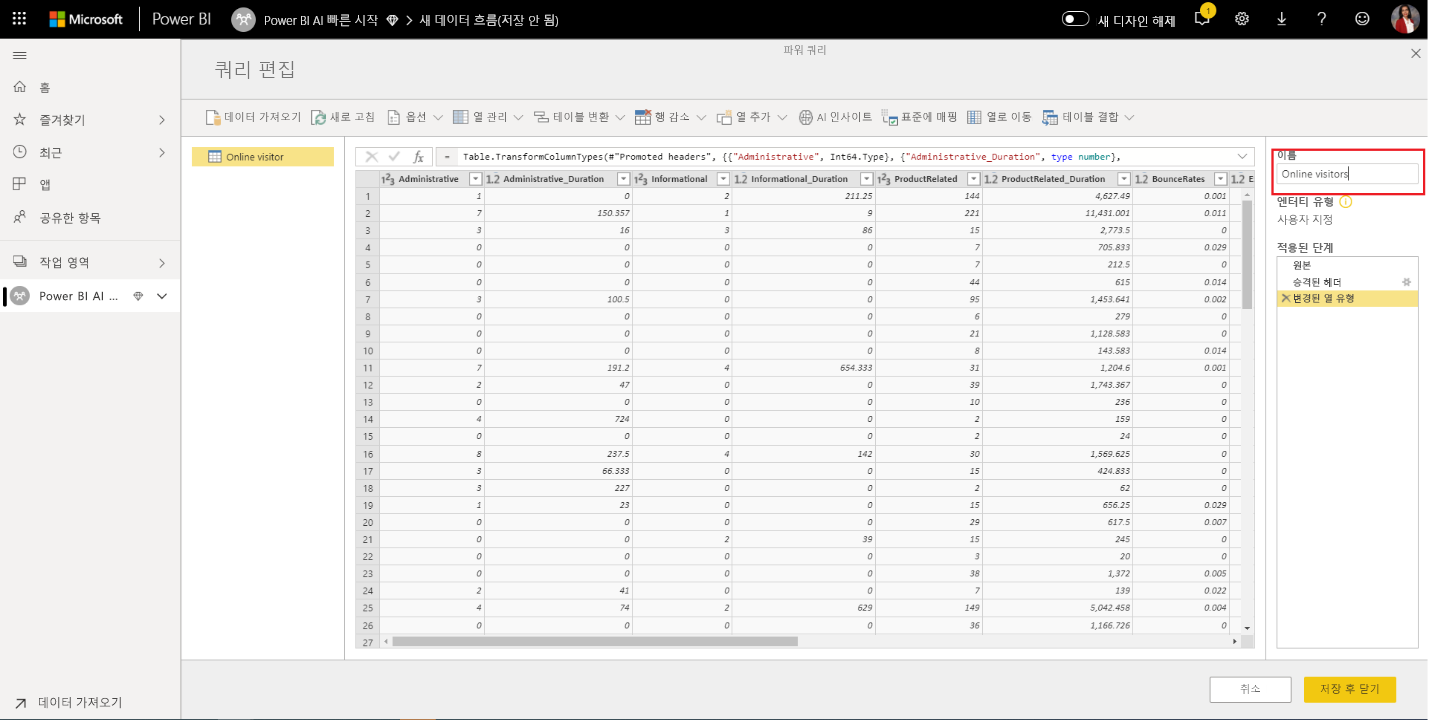 Microsoft Power BI Power BI AI 빠른 시작 > 새 데이터 흐름(저장 안 됨) 새 디자인 해제 1 ?
홈
즐겨찾기
최근
앱
공유한 항목
작업 영역
Power BI AI ...
데이터 가져오기
파워 쿼리
쿼리 편집
데이터 가져오기 새로 고침 옵션 열 관리 테이블 변환 행 감소 열 추가 AI 인사이트 표준에 매핑 열로 이동 테이블 결합
Online visitor
fx = Table.TransformColumnTypes(#"Promoted headers", {{"Administrative", Int64.Type}, {"Administrative_Duration", type number},
1²3 Administrative 1.2 Administrative_Duration 1²3 Informational 1.2 Informational_Duration 1²3 ProductRelated 1.2 ProductRelated_Duration 1.2 BounceRates 1.2 E
1 1 0 2 211.25 144 4,627.49 0.001
2 7 150.357 1 9 221 11,431.001 0.011
3 3 16 3 86 15 2,773.5 0
4 0 0 0 0 7 705.833 0.029
5 0 0 0 0 7 212.5 0
6 0 0 0 0 44 615 0.014
7 3 100.5 0 0 95 1,453.641 0.002
8 0 0 0 0 6 279 0
9 0 0 0 0 21 1,128.583 0
10 0 0 0 0 8 143.583 0.014
11 7 191.2 4 654.333 31 1,204.6 0.001
12 2 47 0 0 39 1,743.367 0
13 0 0 0 0 10 236 0
14 4 724 0 0 2 159 0
15 0 0 0 0 2 24 0
16 8 237.5 4 142 30 1,569.625 0
17 3 66.333 0 0 15 424.833 0
18 3 227 0 0 2 62 0
19 1 23 0 0 15 656.25 0.029
20 0 0 0 0 29 617.5 0.007
21 0 0 2 39 15 245 0
22 0 0 0 0 3 20 0
23 0 0 0 0 38 1,372 0.005
24 2 41 0 0 7 139 0.022
25 4 74 2 629 149 5,042.458 0.004
26 0 0 0 0 36 1,166.726 0
27
이름
Online visitors
엔터티 유형
사용자 지정
적용된 단계
원본
승격된 헤더
변경된 열 유형
취소 저장 후 닫기